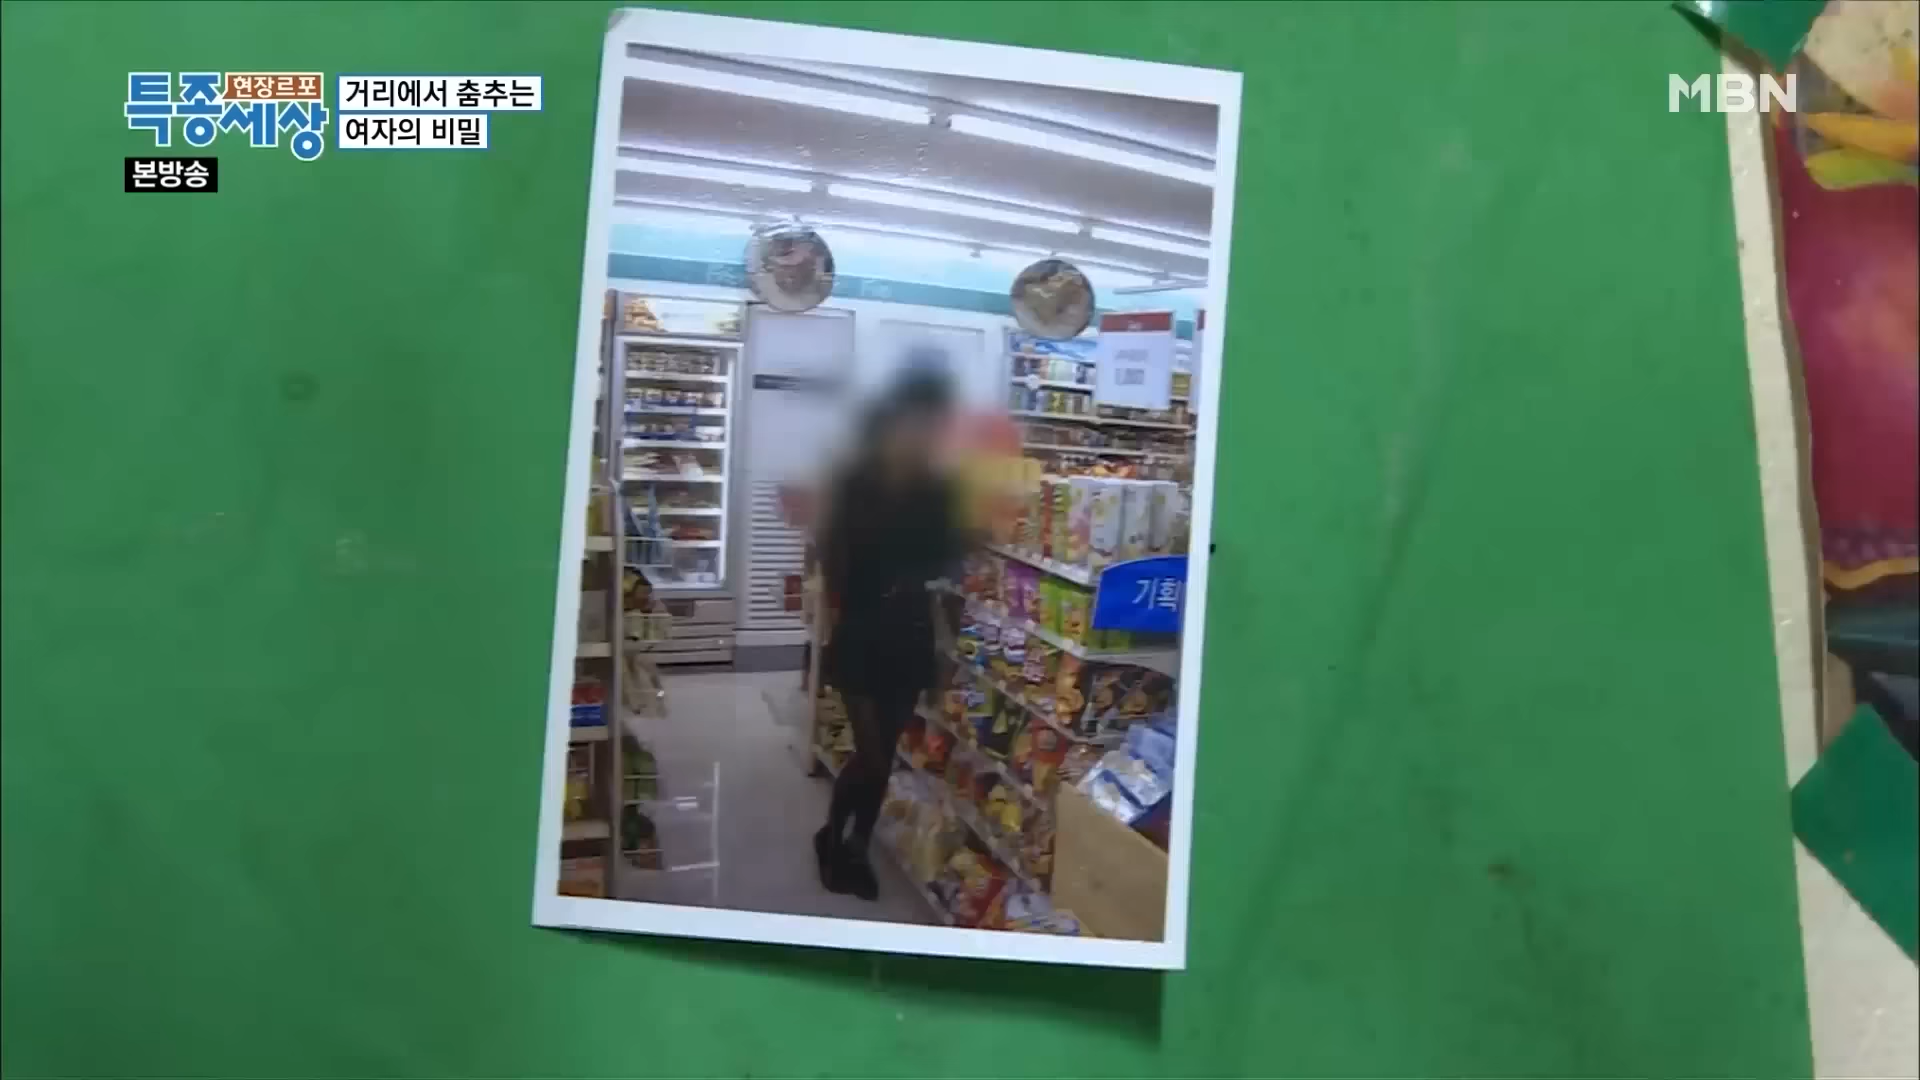 현장르포
특종세상
거리에서 춤추는
여자의 비밀
본방송
MBN
기획